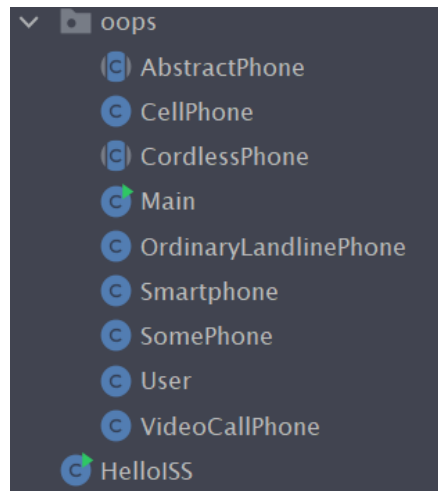 oops
C AbstractPhone
C CellPhone
C CordlessPhone
C Main
C OrdinaryLandlinePhone
C Smartphone
C SomePhone
C User
C VideoCallPhone
C HelloISS